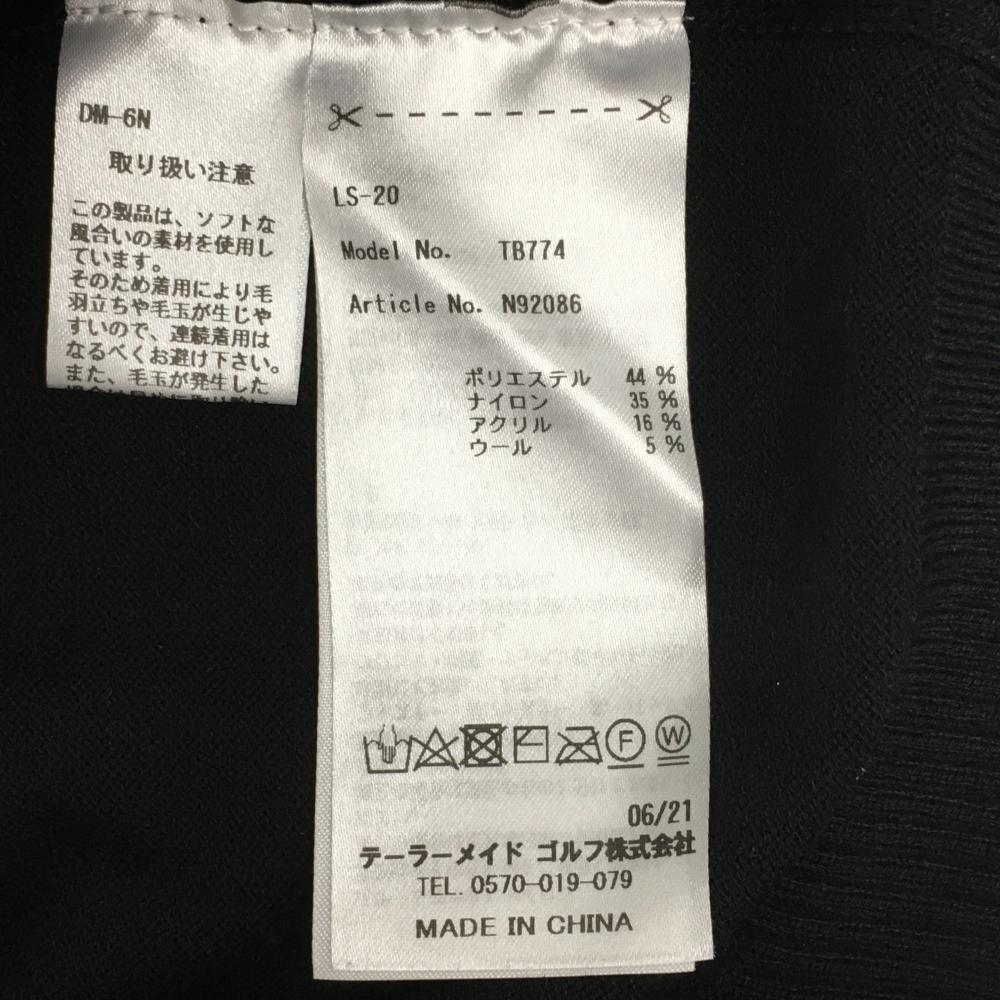 DM-6N
取り扱い注意
この製品は、ソフトな
風合いの素材を使用し
ています。
そのため着用により毛
羽立ちや毛玉が生じや
すいので、連続着用は
なるべくお避け下さい。
また、毛玉が発生した
LS-20
Model No. TB774
Article No. N92086
ポリエステル 44 %
ナイロン 35 %
アクリル 16 %
ウール 5 %
F
W
06/21
テーラーメイド ゴルフ株式会社
TEL. 0570-019-079
MADE IN CHINA